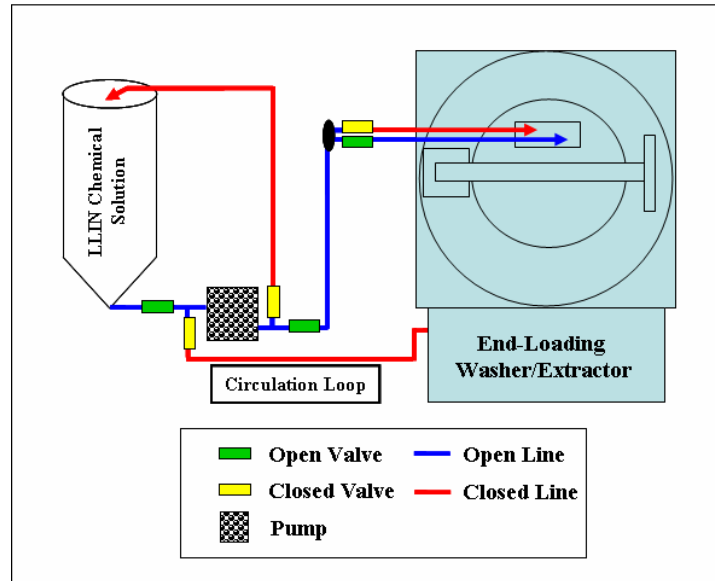 LLIN Chemical
Solution
End-Loading
Washer/Extractor
Circulation Loop
Open Valve
Open Line
Closed Valve
Closed Line
Pump